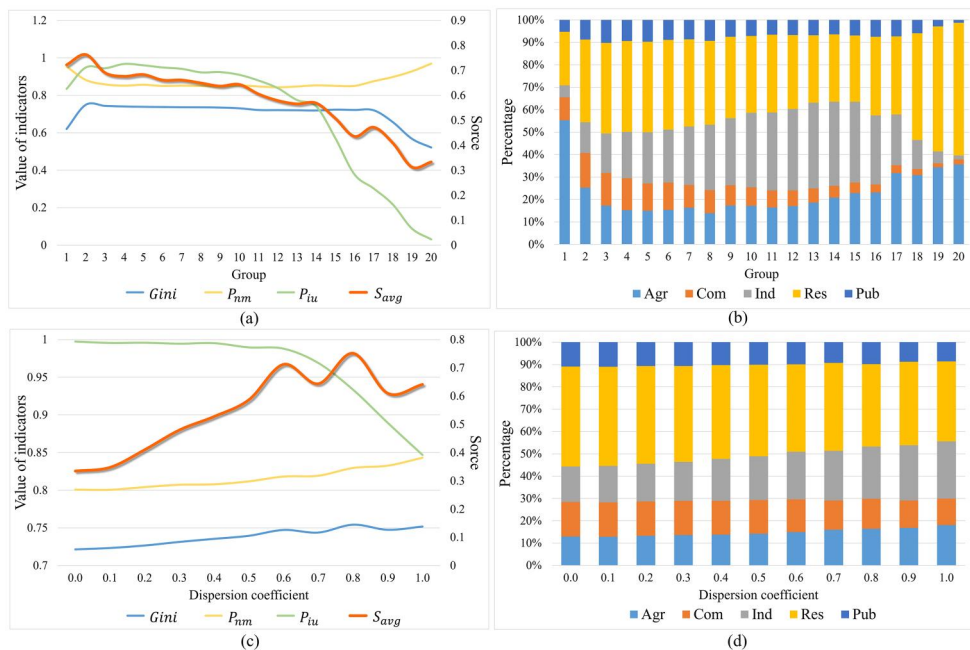 1.2
1
0.8
0.6
0.4
0.2
0
Value of indicators
0.9
0.8
0.7
0.6
0.5
0.4
0.3
0.2
0.1
0
Sorce
1 2 3 4 5 6 7 8 9 10 11 12 13 14 15 16 17 18 19 20
Group
Gini P_nm P_iu S_avg
(a)
100%
90%
80%
70%
60%
50%
40%
30%
20%
10%
0%
Percentage
1 2 3 4 5 6 7 8 9 10 11 12 13 14 15 16 17 18 19 20
Group
Agr Com Ind Res Pub
(b)
1
0.95
0.9
0.85
0.8
0.75
0.7
Value of indicators
0.8
0.7
0.6
0.5
0.4
0.3
0.2
0.1
0
Sorce
0.0 0.1 0.2 0.3 0.4 0.5 0.6 0.7 0.8 0.9 1.0
Dispersion coefficient
Gini P_nm P_iu S_avg
(c)
100%
90%
80%
70%
60%
50%
40%
30%
20%
10%
0%
Percentage
0.0 0.1 0.2 0.3 0.4 0.5 0.6 0.7 0.8 0.9 1.0
Dispersion coefficient
Agr Com Ind Res Pub
(d)